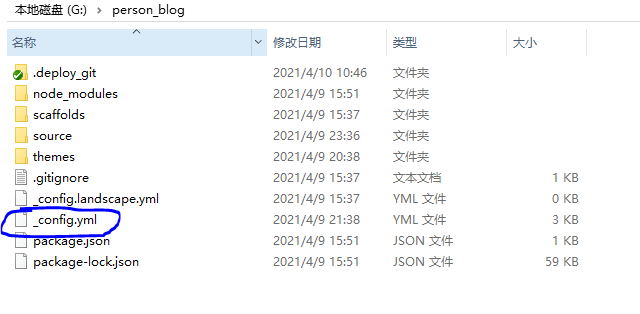 本地磁盘 (G:) › person_blog
名称 修改日期 类型 大小
.deploy_git 2021/4/10 10:46 文件夹
node_modules 2021/4/9 15:51 文件夹
scaffolds 2021/4/9 15:37 文件夹
source 2021/4/9 23:36 文件夹
themes 2021/4/9 20:38 文件夹
.gitignore 2021/4/9 15:37 文本文档 1 KB
_config.landscape.yml 2021/4/9 15:37 YML 文件 0 KB
_config.yml 2021/4/9 21:38 YML 文件 3 KB
package.json 2021/4/9 15:51 JSON 文件 1 KB
package-lock.json 2021/4/9 15:51 JSON 文件 59 KB